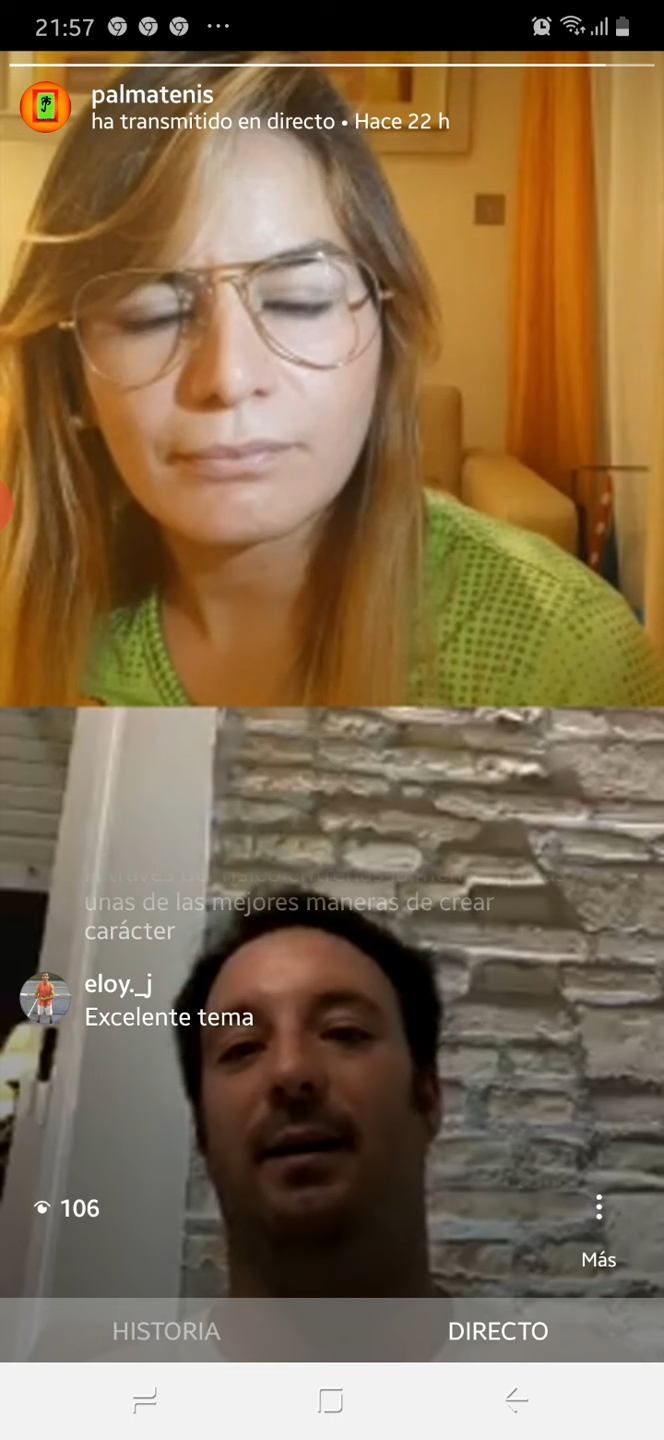 21:57
palmatenis
ha transmitido en directo • Hace 22 h
unas de las mejores maneras de crear
carácter
eloy._j
Excelente tema
106
Más
HISTORIA
DIRECTO